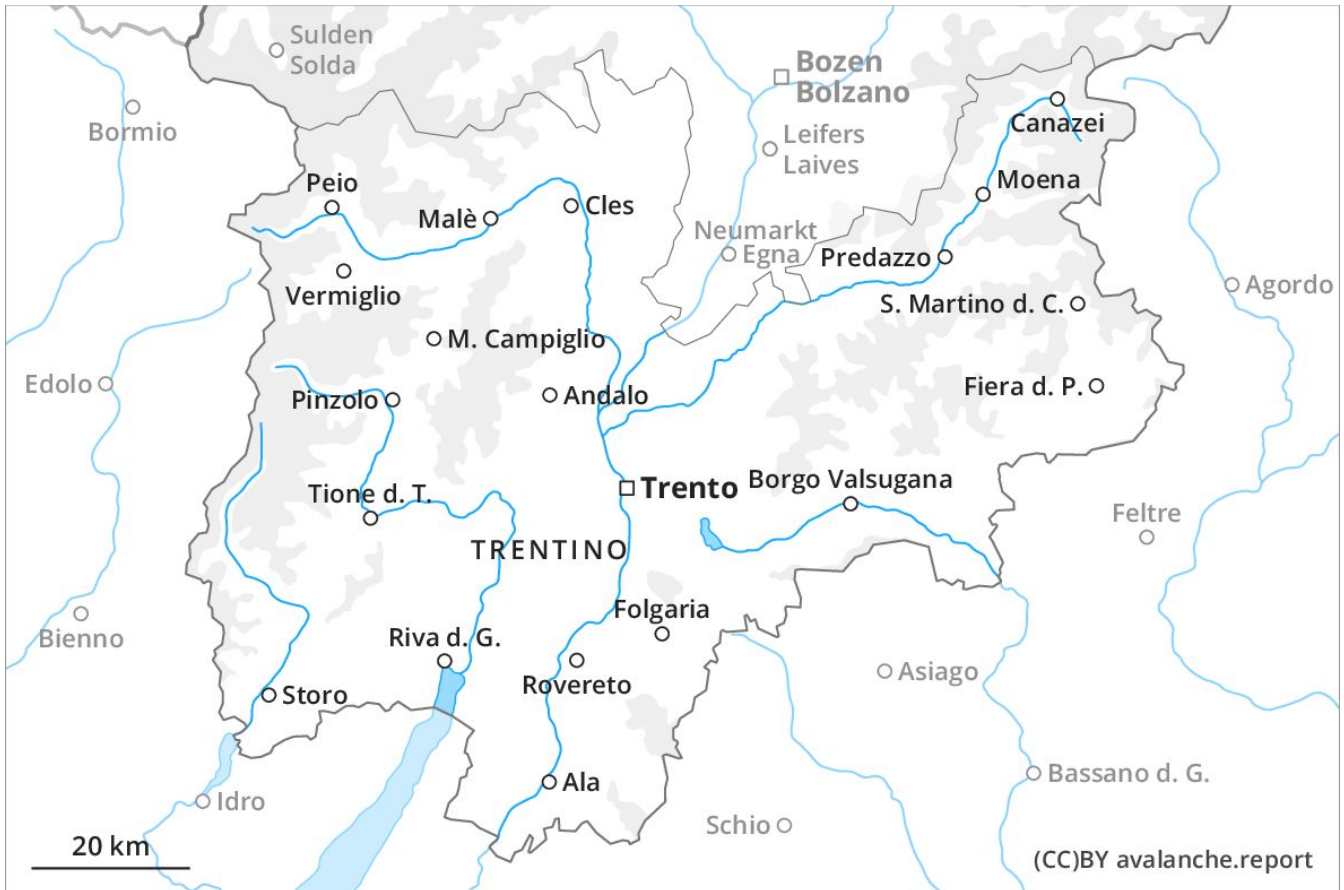 Sulden
Solda
Bozen
Bolzano
Bormio
Canazei
Leifers
Laives
Peio
Moena
Malè
Cles
Neumarkt
Egna
Predazzo
Vermiglio
S. Martino d. C.
Agordo
M. Campiglio
Edolo
Pinzolo
Andalo
Fiera d. P.
Tione d. T.
Trento
Borgo Valsugana
Feltre
TRENTINO
Folgaria
Bienno
Riva d. G.
Rovereto
Asiago
Storo
Ala
Bassano d. G.
Idro
Schio
20 km
(CC)BY avalanche.report